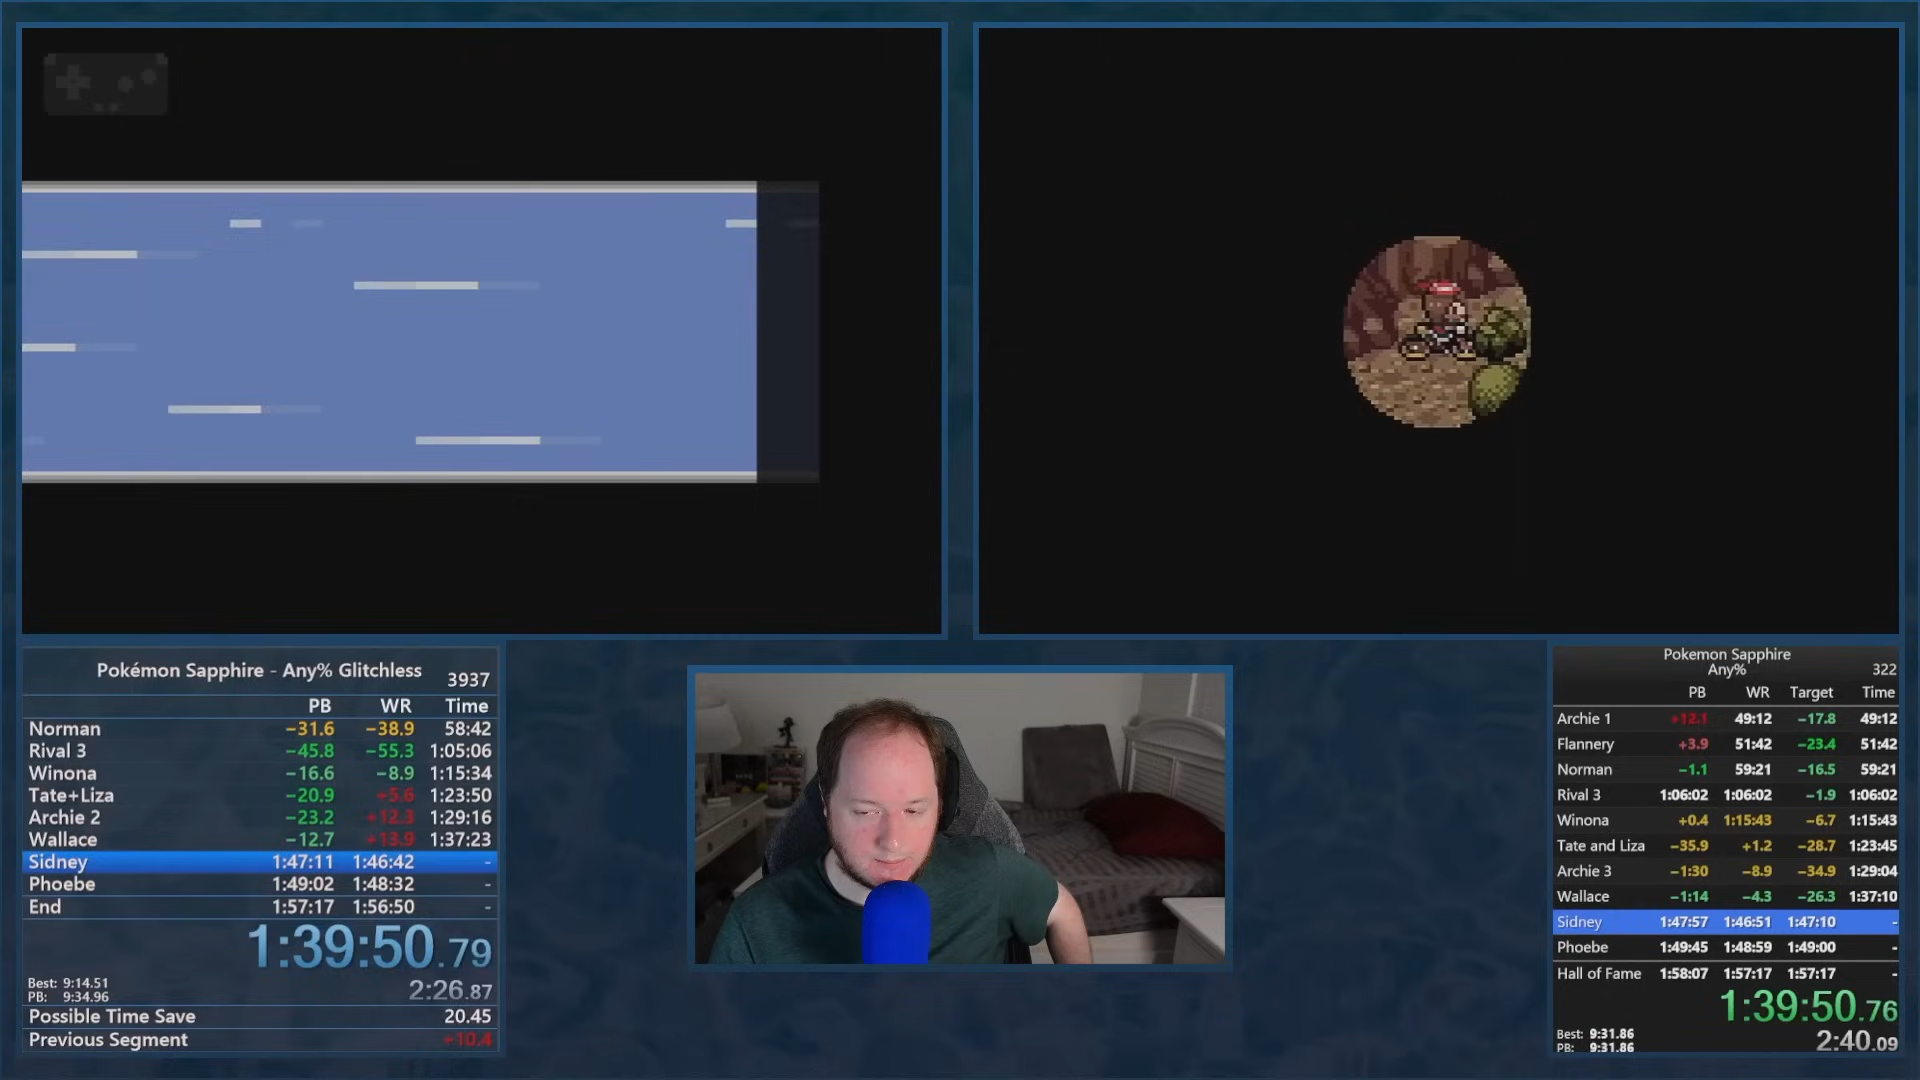 Pokémon Sapphire - Any% Glitchless 3937
PB WR Time
Norman −31.6 −38.9 58:42
Rival 3 −45.8 −55.3 1:05:06
Winona −16.6 −8.9 1:15:34
Tate+Liza −20.9 +5.6 1:23:50
Archie 2 −23.2 +12.3 1:29:16
Wallace −12.7 +13.9 1:37:23
Sidney 1:47:11 1:46:42 -
Phoebe 1:49:02 1:48:32 -
End 1:57:17 1:56:50 -
1:39:50.79
Best: 9:14.51
PB: 9:34.96
2:26.87
Possible Time Save 20.45
Previous Segment +10.4
Pokemon Sapphire
Any% 322
PB WR Target Time
Archie 1 +12.1 49:12 −17.8 49:12
Flannery +3.9 51:42 −23.4 51:42
Norman −1.1 59:21 −16.5 59:21
Rival 3 1:06:02 1:06:02 −1.9 1:06:02
Winona +0.4 1:15:43 −6.7 1:15:43
Tate and Liza −35.9 +1.2 −28.7 1:23:45
Archie 3 −1:30 −8.9 −34.9 1:29:04
Wallace −1:14 −4.3 −26.3 1:37:10
Sidney 1:47:57 1:46:51 1:47:10 -
Phoebe 1:49:45 1:48:59 1:49:00 -
Hall of Fame 1:58:07 1:57:17 1:57:17 -
1:39:50.76
Best: 9:31.86
PB: 9:31.86
2:40.09